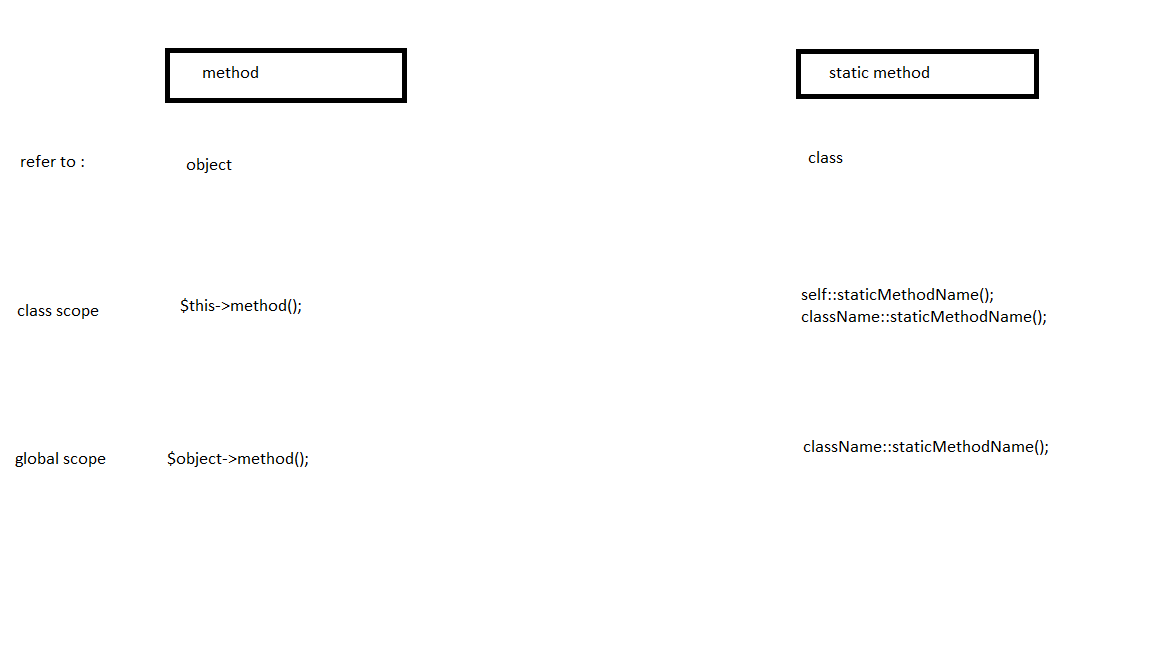 method
static method
refer to :
object
class
class scope
$this->method();
self::staticMethodName();
className::staticMethodName();
global scope
$object->method();
className::staticMethodName();